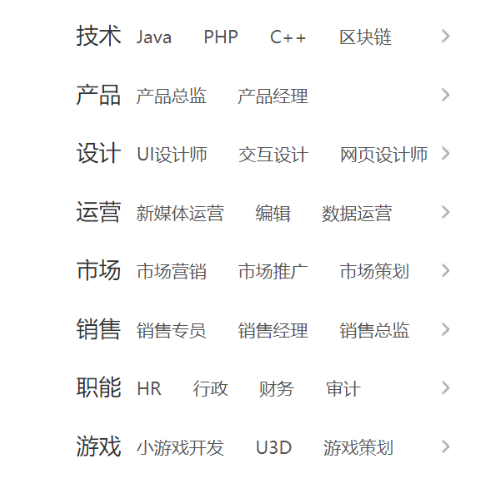 技术 Java PHP C++ 区块链
产品 产品总监 产品经理
设计 UI设计师 交互设计 网页设计师
运营 新媒体运营 编辑 数据运营
市场 市场营销 市场推广 市场策划
销售 销售专员 销售经理 销售总监
职能 HR 行政 财务 审计
游戏 小游戏开发 U3D 游戏策划